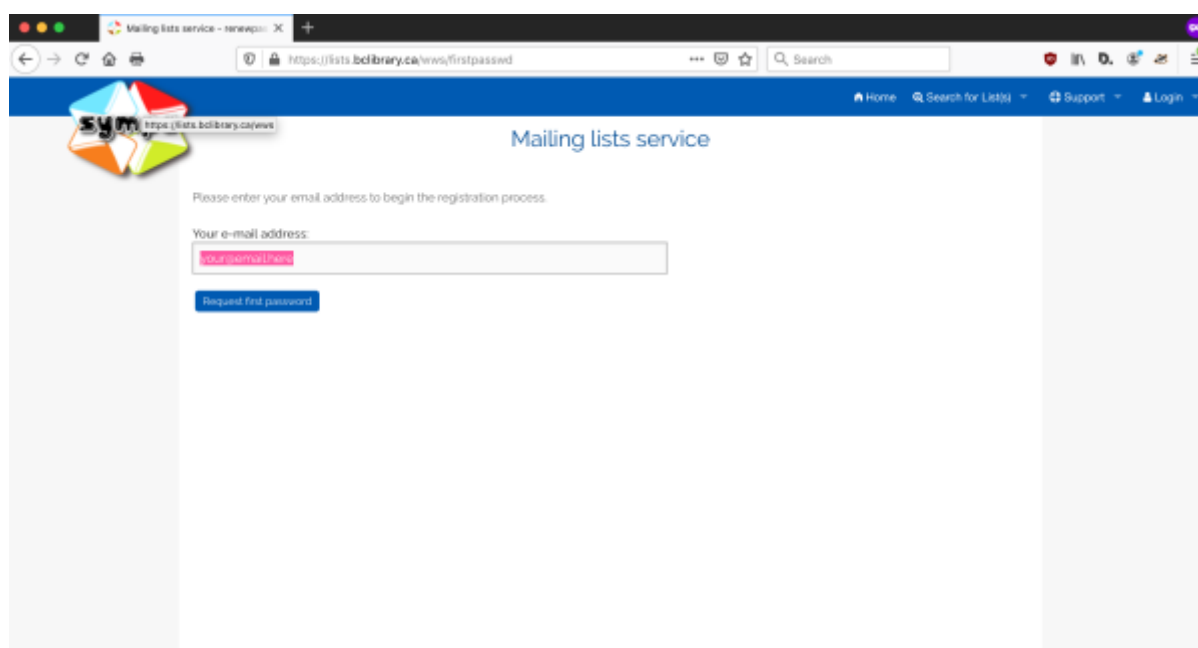 Mailing lists service - renewpas
https://lists.bclibrary.ca/wws/firstpasswd
Search
Home Search for List(s) Support Login
symp
https://lists.bclibrary.ca/wws
Mailing lists service
Please enter your email address to begin the registration process.
Your e-mail address:
your@email.here
Request first password